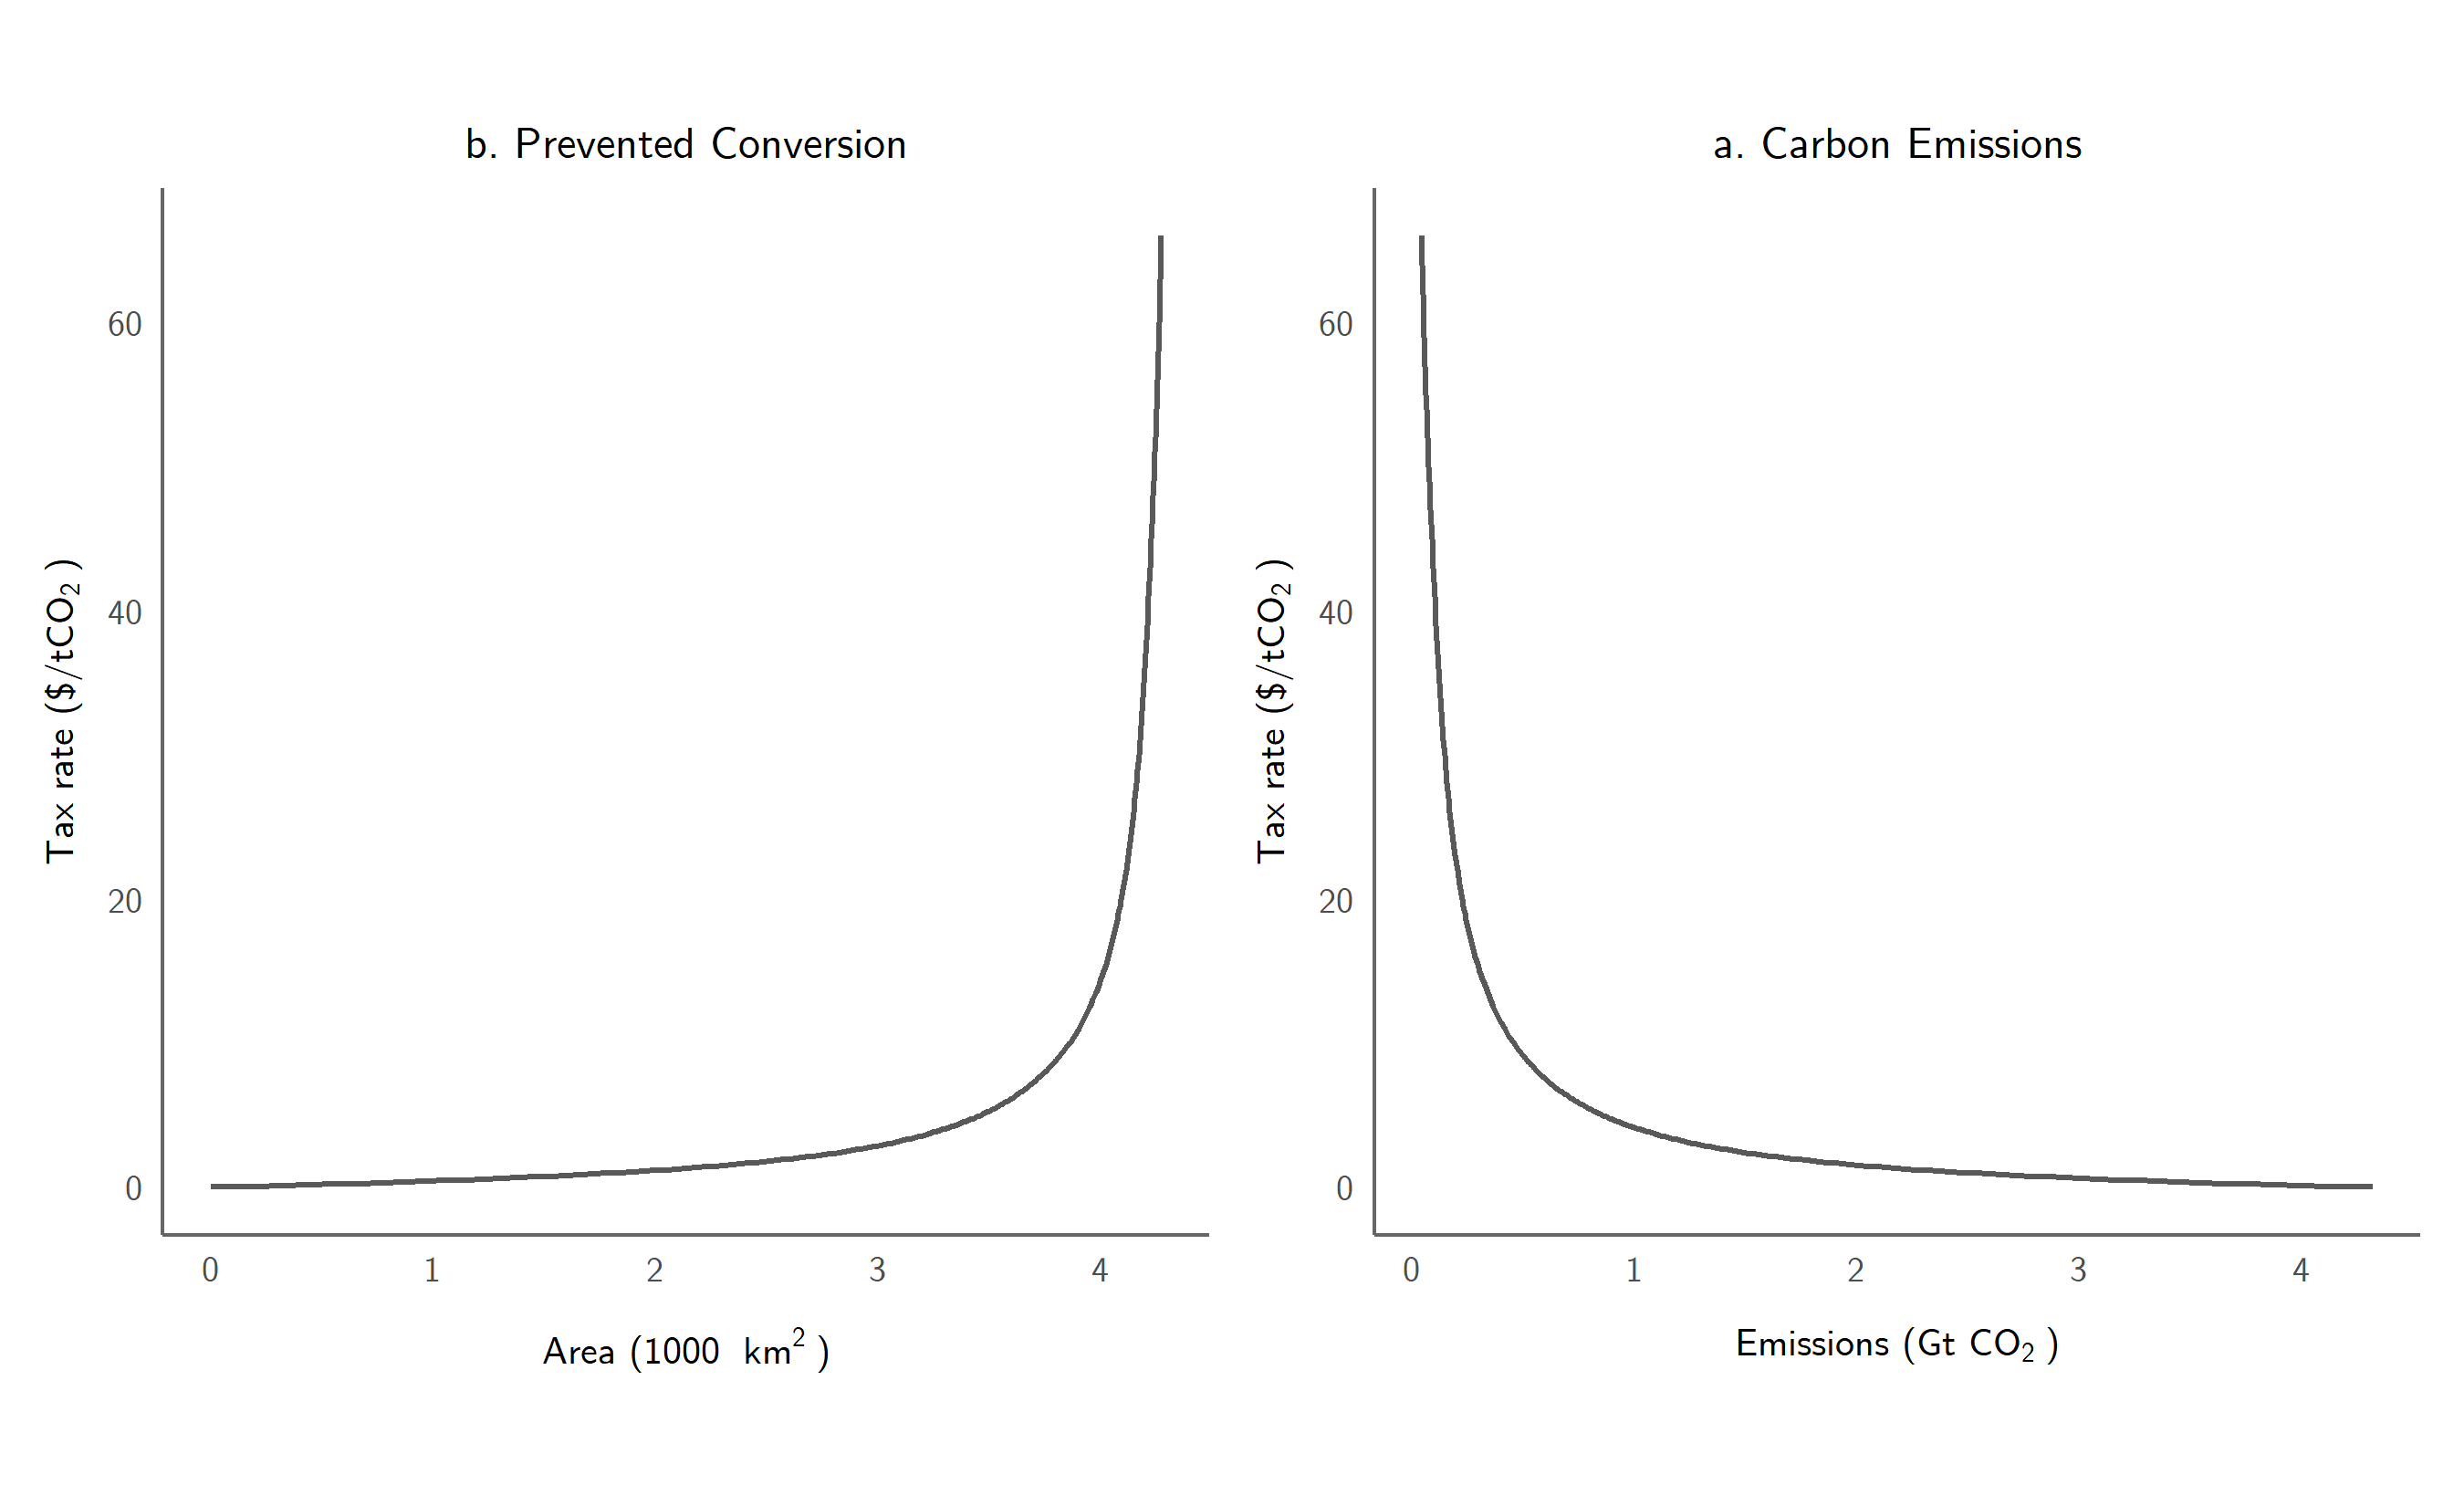 b. Prevented Conversion
Tax rate ($/tCO₂ )
60
40
20
0
0 1 2 3 4
Area (1000 km² )
a. Carbon Emissions
Tax rate ($/tCO₂ )
60
40
20
0
0 1 2 3 4
Emissions (Gt CO₂ )